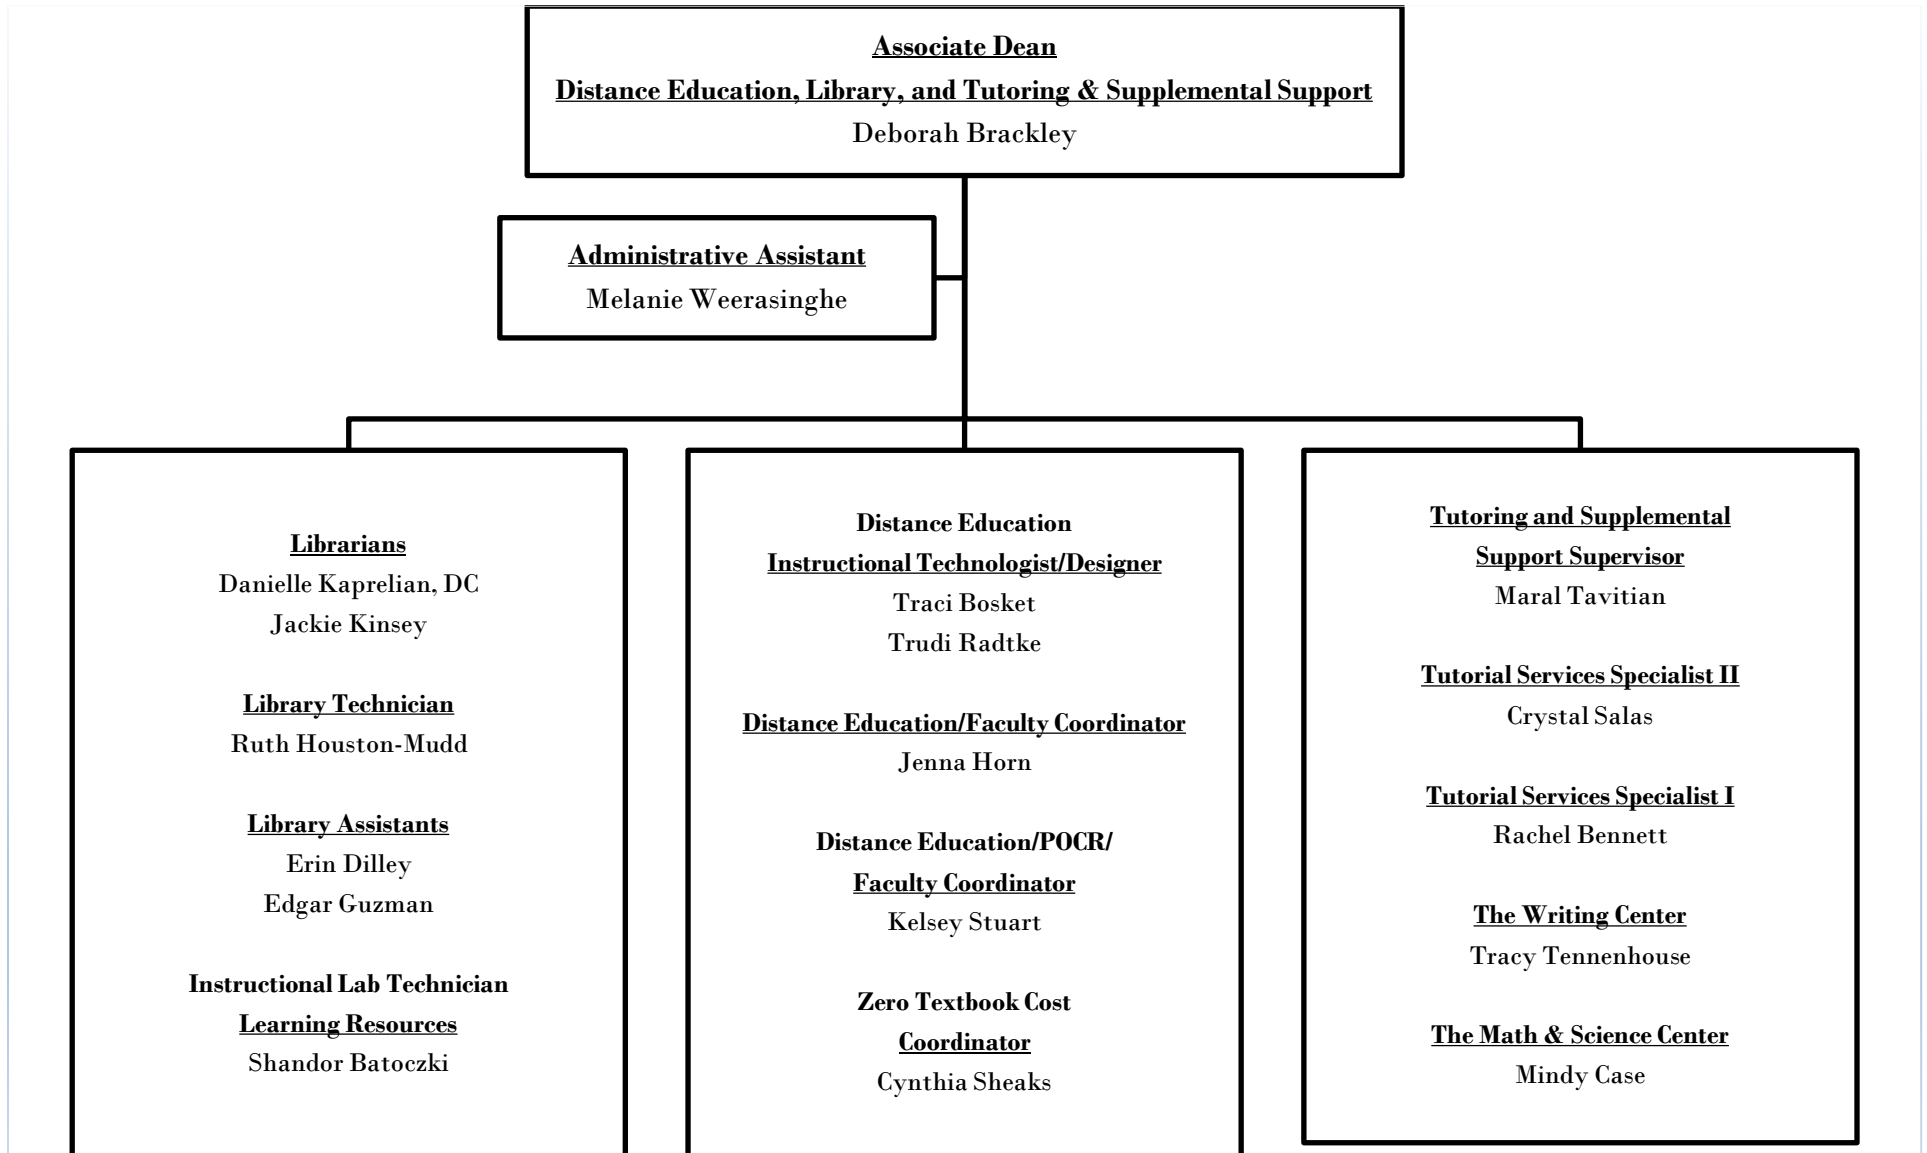 Associate Dean
Distance Education, Library, and Tutoring & Supplemental Support
Deborah Brackley
Administrative Assistant
Melanie Weerasinghe
Librarians
Danielle Kaprelian, DC
Jackie Kinsey
Library Technician
Ruth Houston-Mudd
Library Assistants
Erin Dilley
Edgar Guzman
Instructional Lab Technician
Learning Resources
Shandor Batoczki
Distance Education
Instructional Technologist/Designer
Traci Bosket
Trudi Radtke
Distance Education/Faculty Coordinator
Jenna Horn
Distance Education/POCR/
Faculty Coordinator
Kelsey Stuart
Zero Textbook Cost
Coordinator
Cynthia Sheaks
Tutoring and Supplemental
Support Supervisor
Maral Tavitian
Tutorial Services Specialist II
Crystal Salas
Tutorial Services Specialist I
Rachel Bennett
The Writing Center
Tracy Tennenhouse
The Math & Science Center
Mindy Case